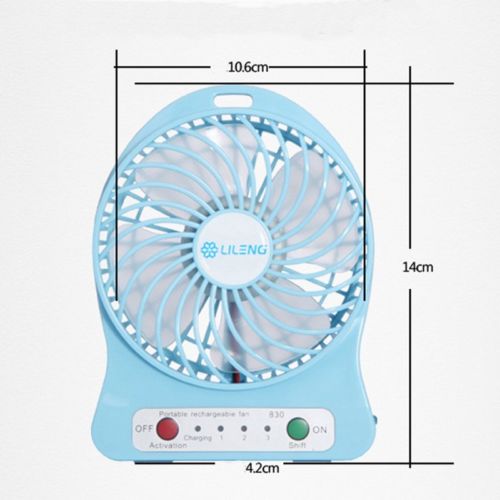 10.6cm
14cm
LILENG
Portable rechargeable fan 830
OFF ON
Charging 1 2 3
Activation Shift
4.2cm